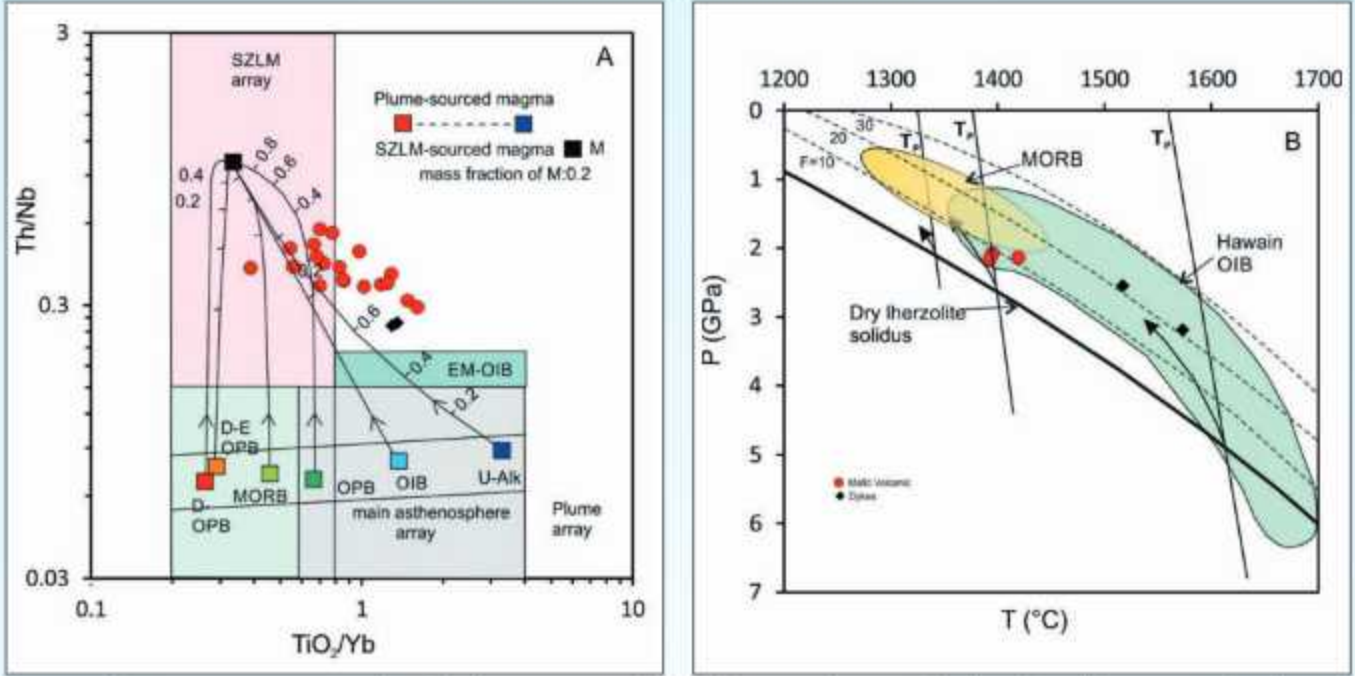 A
3
0.3
0.03
Th/Nb
0.1
1
10
TiO2/Yb
SZLM
array
Plume-sourced magma
SZLM-sourced magma M
mass fraction of M:0.2
0.8
0.6
0.4
0.4
0.2
0.2
0.6
0.4
0.2
EM-OIB
D-E
OPB
MORB
D-
OPB
OPB
OIB
U-Alk
main asthenosphere
array
Plume
array
B
1200
1300
1400
1500
1600
1700
0
1
2
3
4
5
6
7
P (GPa)
T (°C)
30
20
F=10
TP
TP
TP
MORB
Hawain
OIB
Dry lherzolite
solidus
Mafic Volcanic
Dykes